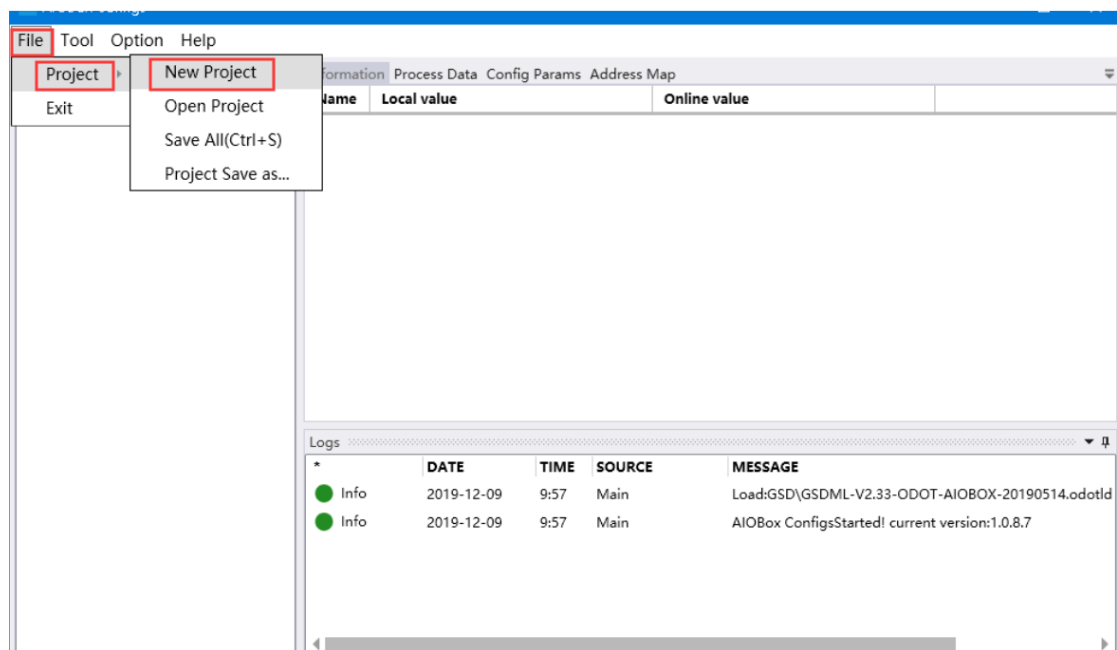 File Tool Option Help
Project New Project
Exit Open Project
Save All(Ctrl+S)
Project Save as...
formation Process Data Config Params Address Map
Name Local value Online value
Logs
* DATE TIME SOURCE MESSAGE
Info 2019-12-09 9:57 Main Load:GSD\GSDML-V2.33-ODOT-AIOBOX-20190514.odotld
Info 2019-12-09 9:57 Main AIOBox ConfigsStarted! current version:1.0.8.7